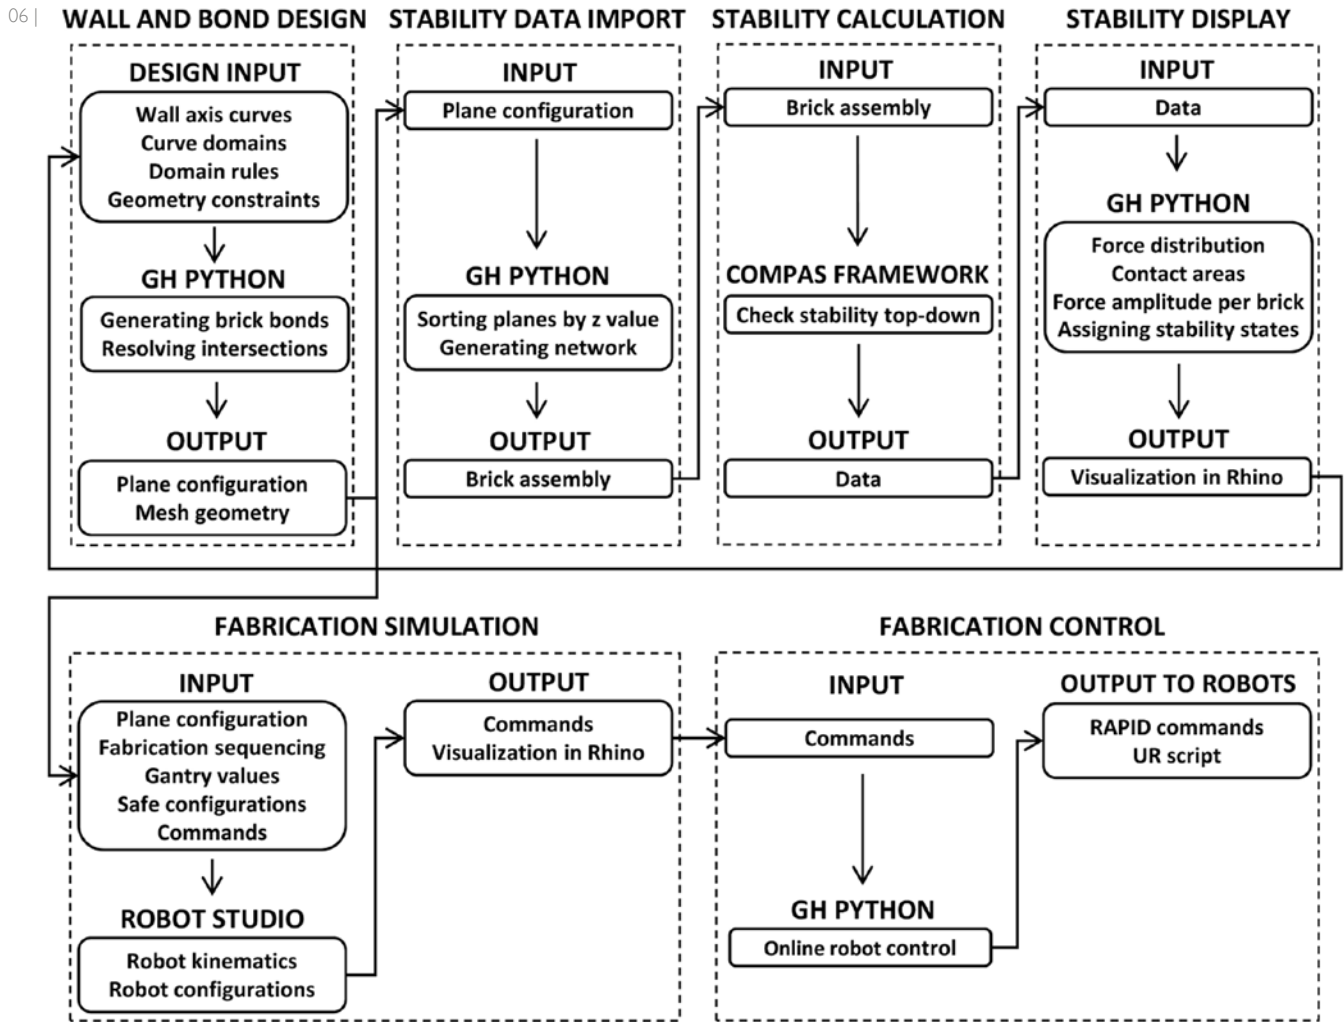 06 |
WALL AND BOND DESIGN
DESIGN INPUT
Wall axis curves
Curve domains
Domain rules
Geometry constraints
GH PYTHON
Generating brick bonds
Resolving intersections
OUTPUT
Plane configuration
Mesh geometry
STABILITY DATA IMPORT
INPUT
Plane configuration
GH PYTHON
Sorting planes by z value
Generating network
OUTPUT
Brick assembly
STABILITY CALCULATION
INPUT
Brick assembly
COMPAS FRAMEWORK
Check stability top-down
OUTPUT
Data
STABILITY DISPLAY
INPUT
Data
GH PYTHON
Force distribution
Contact areas
Force amplitude per brick
Assigning stability states
OUTPUT
Visualization in Rhino
FABRICATION SIMULATION
INPUT
Plane configuration
Fabrication sequencing
Gantry values
Safe configurations
Commands
ROBOT STUDIO
Robot kinematics
Robot configurations
OUTPUT
Commands
Visualization in Rhino
FABRICATION CONTROL
INPUT
Commands
GH PYTHON
Online robot control
OUTPUT TO ROBOTS
RAPID commands
UR script